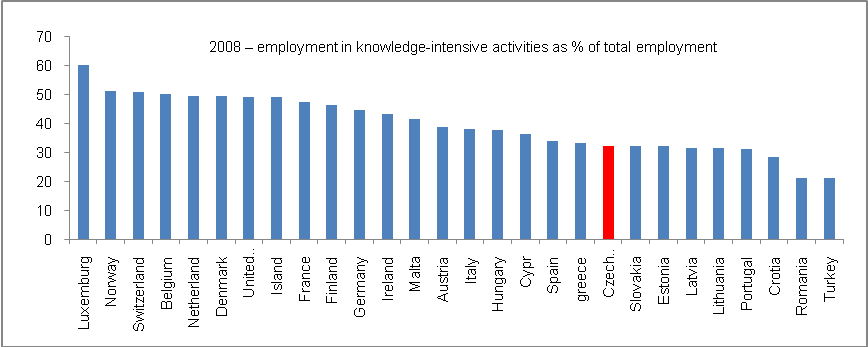 2008 – employment in knowledge-intensive activities as % of total employment
70
60
50
40
30
20
10
0
Luxemburg
Norway
Switzerland
Belgium
Netherland
Denmark
United..
Island
France
Finland
Germany
Ireland
Malta
Austria
Italy
Hungary
Cypr
Spain
greece
Czech..
Slovakia
Estonia
Latvia
Lithuania
Portugal
Crotia
Romania
Turkey